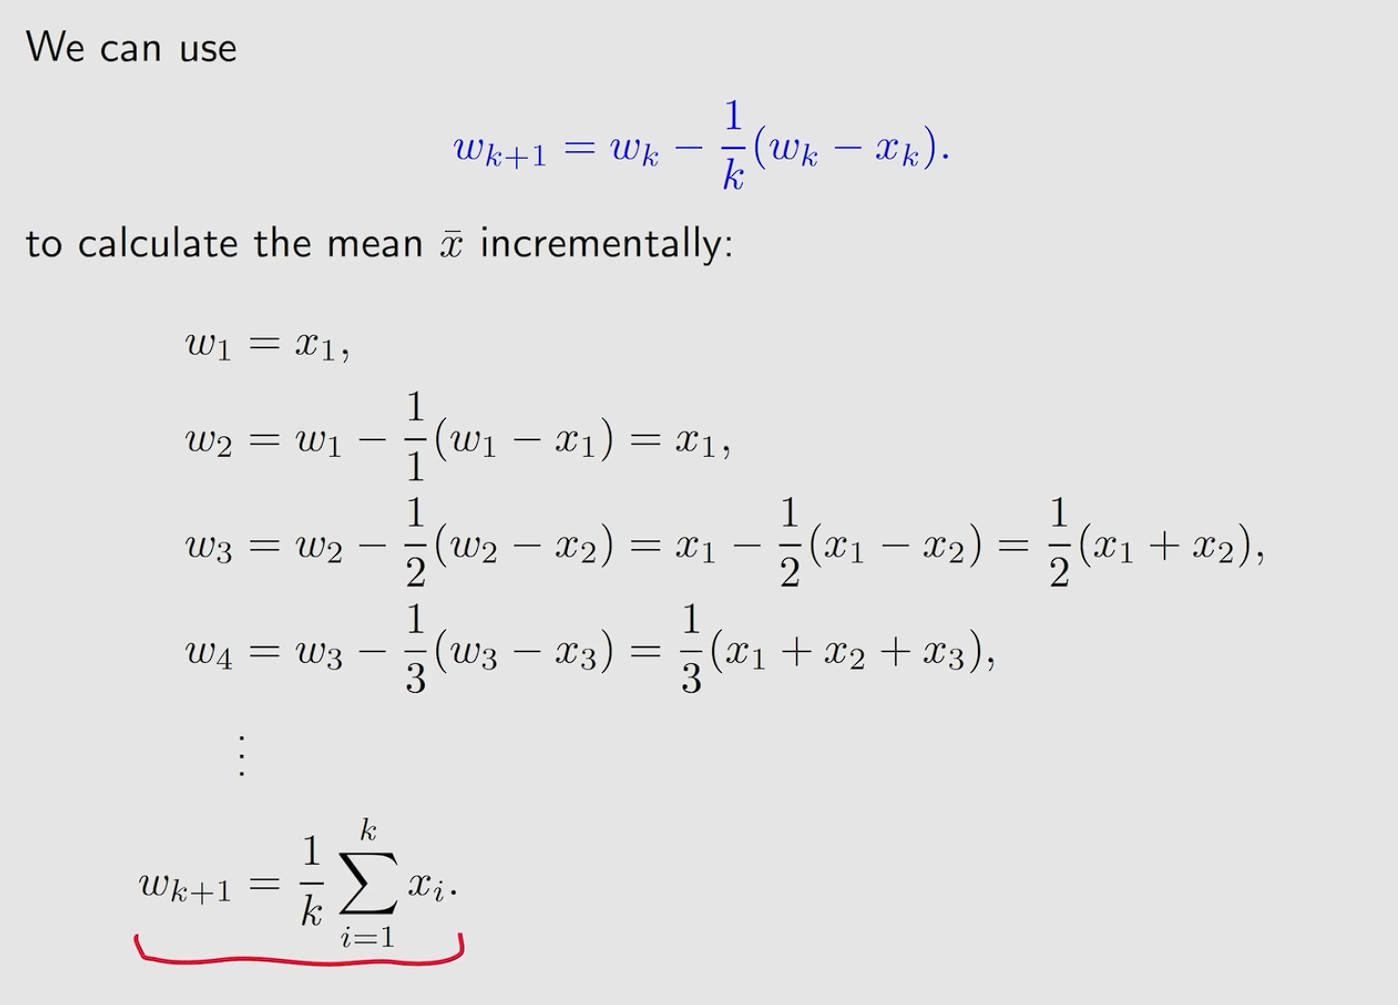 We can use
w_{k+1} = w_k - \frac{1}{k}(w_k - x_k).
to calculate the mean \bar{x} incrementally:
w_1 = x_1,
w_2 = w_1 - \frac{1}{1}(w_1 - x_1) = x_1,
w_3 = w_2 - \frac{1}{2}(w_2 - x_2) = x_1 - \frac{1}{2}(x_1 - x_2) = \frac{1}{2}(x_1 + x_2),
w_4 = w_3 - \frac{1}{3}(w_3 - x_3) = \frac{1}{3}(x_1 + x_2 + x_3),
⋮
w_{k+1} = \frac{1}{k} \sum_{i=1}^{k} x_i.